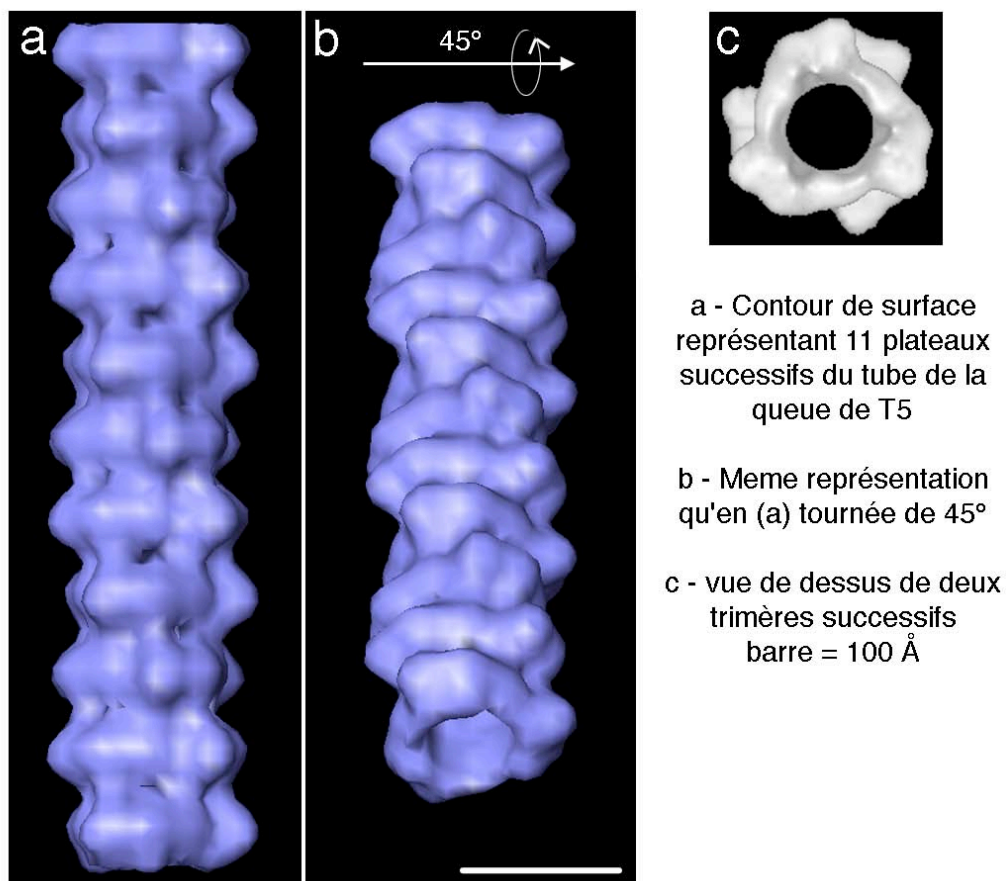 a
b
45°
c
a - Contour de surface
représentant 11 plateaux
successifs du tube de la
queue de T5
b - Meme représentation
qu'en (a) tournée de 45°
c - vue de dessus de deux
trimères successifs
barre = 100 Å